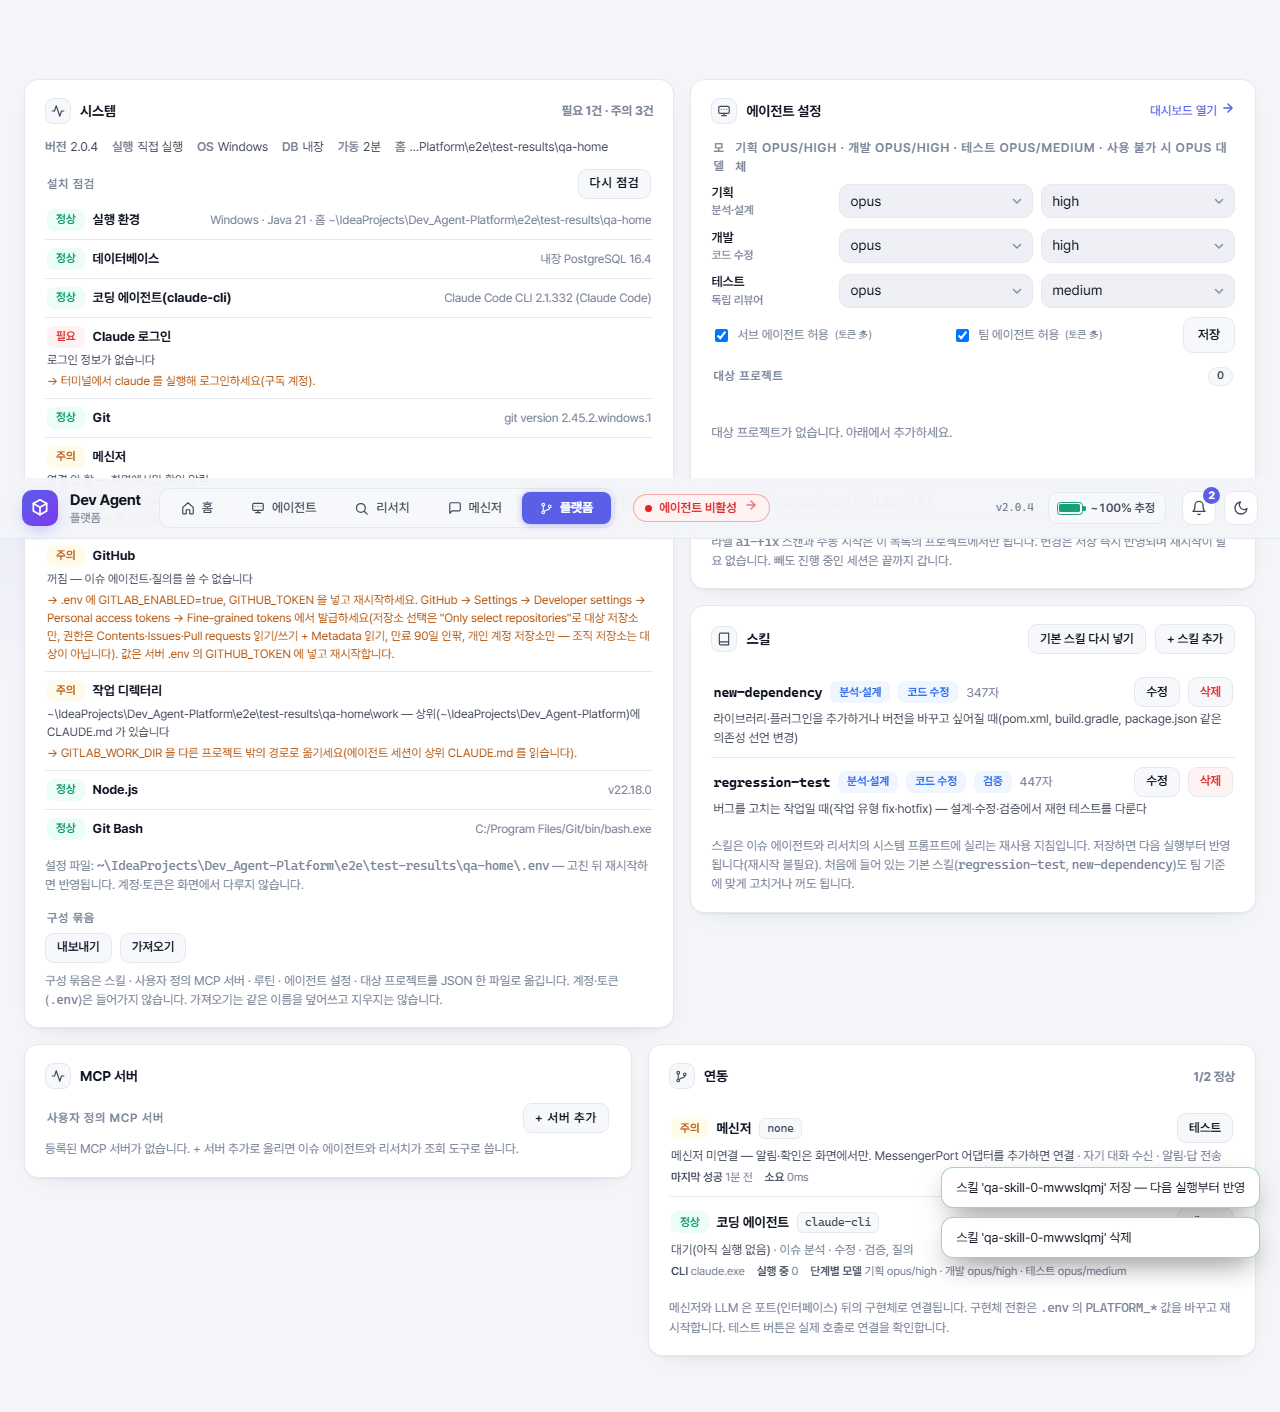 시스템
필요 1건 · 주의 3건
버전 2.0.4 실행 직접 실행 OS Windows DB 내장 가동 2분 홈 ...Platform\e2e\test-results\qa-home
설치 점검
다시 점검
정상 실행 환경 Windows · Java 21 · 홈 ~\IdeaProjects\Dev_Agent-Platform\e2e\test-results\qa-home
정상 데이터베이스 내장 PostgreSQL 16.4
정상 코딩 에이전트(claude-cli) Claude Code CLI 2.1.332 (Claude Code)
필요 Claude 로그인
로그인 정보가 없습니다
→ 터미널에서 claude 를 실행해 로그인하세요(구독 계정).
정상 Git git version 2.45.2.windows.1
주의 메신저
에이전트 설정
대시보드 열기 →
모델 기획 OPUS/HIGH · 개발 OPUS/HIGH · 테스트 OPUS/MEDIUM · 사용 불가 시 OPUS 대체
기획 opus high
분석·설계
개발 opus high
코드 수정
테스트 opus medium
독립 리뷰어
서브 에이전트 허용 (토큰 多) 팀 에이전트 허용 (토큰 多) 저장
대상 프로젝트 0
대상 프로젝트가 없습니다. 아래에서 추가하세요.
Dev Agent
플랫폼
홈 에이전트 리서치 메신저 플랫폼
에이전트 비활성 →
v2.0.4
~100% 추정
2
라벨 ai-fix 스캔과 수동 시작은 이 목록의 프로젝트에서만 됩니다. 변경은 저장 즉시 반영되며 재시작이 필
요 없습니다. 빼도 진행 중인 세션은 끝까지 갑니다.
주의 GitHub
꺼짐 — 이슈 에이전트·질의를 쓸 수 없습니다
→ .env 에 GITLAB_ENABLED=true, GITHUB_TOKEN 을 넣고 재시작하세요. GitHub → Settings → Developer settings →
Personal access tokens → Fine-grained tokens 에서 발급하세요(저장소 선택은 "Only select repositories"로 대상 저장소
만, 권한은 Contents·Issues·Pull requests 읽기/쓰기 + Metadata 읽기, 만료 90일 안팎, 개인 계정 저장소만 — 조직 저장소는 대
상이 아닙니다). 값은 서버 .env 의 GITHUB_TOKEN 에 넣고 재시작합니다.
주의 작업 디렉터리
~\IdeaProjects\Dev_Agent-Platform\e2e\test-results\qa-home\work — 상위(~\IdeaProjects\Dev_Agent-Platform)에
CLAUDE.md 가 있습니다
→ GITLAB_WORK_DIR 을 다른 프로젝트 밖의 경로로 옮기세요(에이전트 세션이 상위 CLAUDE.md 를 읽습니다).
정상 Node.js v22.18.0
정상 Git Bash C:/Program Files/Git/bin/bash.exe
설정 파일: ~\IdeaProjects\Dev_Agent-Platform\e2e\test-results\qa-home\.env — 고친 뒤 재시작하
면 반영됩니다. 계정·토큰은 화면에서 다루지 않습니다.
구성 묶음
내보내기 가져오기
구성 묶음은 스킬 · 사용자 정의 MCP 서버 · 루틴 · 에이전트 설정 · 대상 프로젝트를 JSON 한 파일로 옮깁니다. 계정·토큰
(.env)은 들어가지 않습니다. 가져오기는 같은 이름을 덮어쓰고 지우지는 않습니다.
스킬
기본 스킬 다시 넣기 + 스킬 추가
new-dependency 분석·설계 코드 수정 347자 수정 삭제
라이브러리·플러그인을 추가하거나 버전을 바꾸고 싶어질 때(pom.xml, build.gradle, package.json 같은
의존성 선언 변경)
regression-test 분석·설계 코드 수정 검증 447자 수정 삭제
버그를 고치는 작업일 때(작업 유형 fix·hotfix) — 설계·수정·검증에서 재현 테스트를 다룬다
스킬은 이슈 에이전트와 리서치의 시스템 프롬프트에 실리는 재사용 지침입니다. 저장하면 다음 실행부터 반영
됩니다(재시작 불필요). 처음에 들어 있는 기본 스킬(regression-test, new-dependency)도 팀 기준
에 맞게 고치거나 꺼도 됩니다.
MCP 서버
사용자 정의 MCP 서버 + 서버 추가
등록된 MCP 서버가 없습니다. + 서버 추가로 올리면 이슈 에이전트와 리서치가 조회 도구로 씁니다.
연동
1/2 정상
주의 메신저 none 테스트
메신저 미연결 — 알림·확인은 화면에서만. MessengerPort 어댑터를 추가하면 연결 · 자기 대화 수신 · 알림·답 전송
마지막 성공 1분 전 소요 0ms
스킬 'qa-skill-0-mwwslqmj' 저장 — 다음 실행부터 반영
정상 코딩 에이전트 claude-cli
스킬 'qa-skill-0-mwwslqmj' 삭제
대기(아직 실행 없음) · 이슈 분석 · 수정 · 검증, 질의
CLI claude.exe 실행 중 0 단계별 모델 기획 opus/high · 개발 opus/high · 테스트 opus/medium
메신저와 LLM 은 포트(인터페이스) 뒤의 구현체로 연결됩니다. 구현체 전환은 .env 의 PLATFORM_* 값을 바꾸고 재
시작합니다. 테스트 버튼은 실제 호출로 연결을 확인합니다.